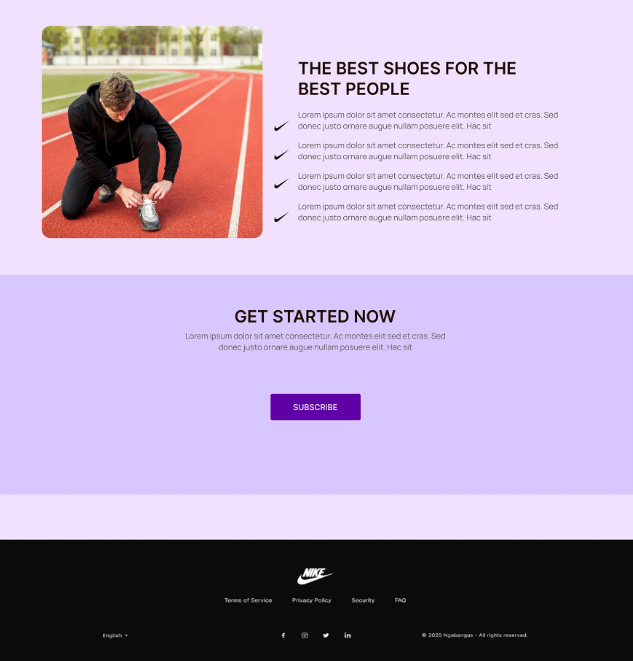 THE BEST SHOES FOR THE
BEST PEOPLE
Lorem ipsum dolor sit amet consectetur. Ac montes elit sed et cras. Sed
donec justo ornare augue nullam posuere elit. Hac sit
Lorem ipsum dolor sit amet consectetur. Ac montes elit sed et cras. Sed
donec justo ornare augue nullam posuere elit. Hac sit
Lorem ipsum dolor sit amet consectetur. Ac montes elit sed et cras. Sed
donec justo ornare augue nullam posuere elit. Hac sit
Lorem ipsum dolor sit amet consectetur. Ac montes elit sed et cras. Sed
donec justo ornare augue nullam posuere elit. Hac sit
GET STARTED NOW
Lorem ipsum dolor sit amet consectetur. Ac montes elit sed et cras. Sed
donec justo ornare augue nullam posuere elit. Hac sit
SUBSCRIBE
NIKE
Terms of Service Privacy Policy Security FAQ
English f in © 2020 Ngabangus - All rights reserved.